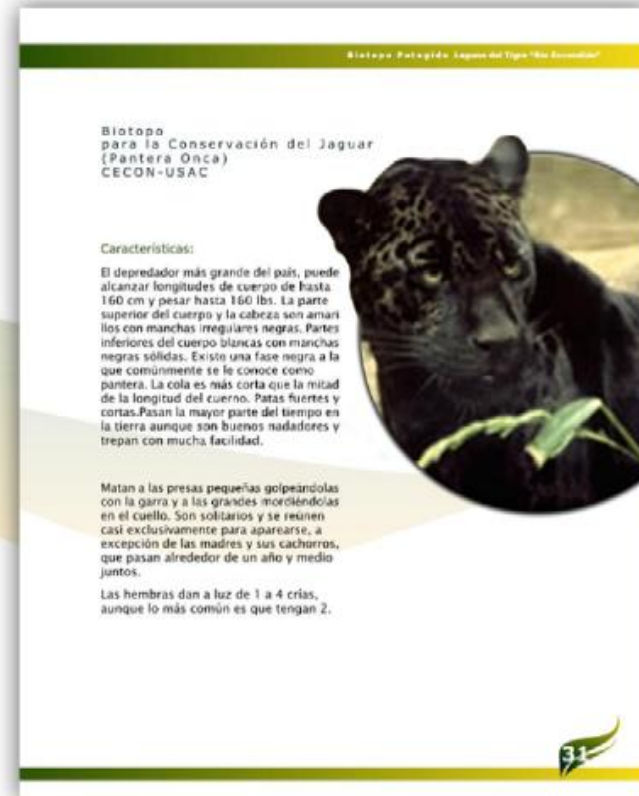 Biotopo Potegido Laguna del Tigre "Río Escondido"
Biotopo
para la Conservación del Jaguar
(Pantera Onca)
CECON-USAC
Características:
El depredador más grande del país, puede
alcanzar longitudes de cuerpo de hasta
160 cm y pesar hasta 160 lbs. La parte
superior del cuerpo y la cabeza son amari
llos con manchas irregulares negras. Partes
inferiores del cuerpo blancas con manchas
negras sólidas. Existe una fase negra a la
que comúnmente se le conoce como
pantera. La cola es más corta que la mitad
de la longitud del cuerno. Patas fuertes y
cortas.Pasan la mayor parte del tiempo en
la tierra aunque son buenos nadadores y
trepan con mucha facilidad.
Matan a las presas pequeñas golpeándolas
con la garra y a las grandes mordiéndolas
en el cuello. Son solitarios y se reúnen
casi exclusivamente para aparearse, a
excepción de las madres y sus cachorros,
que pasan alrededor de un año y medio
juntos.
Las hembras dan a luz de 1 a 4 crías,
aunque lo más común es que tengan 2.
31